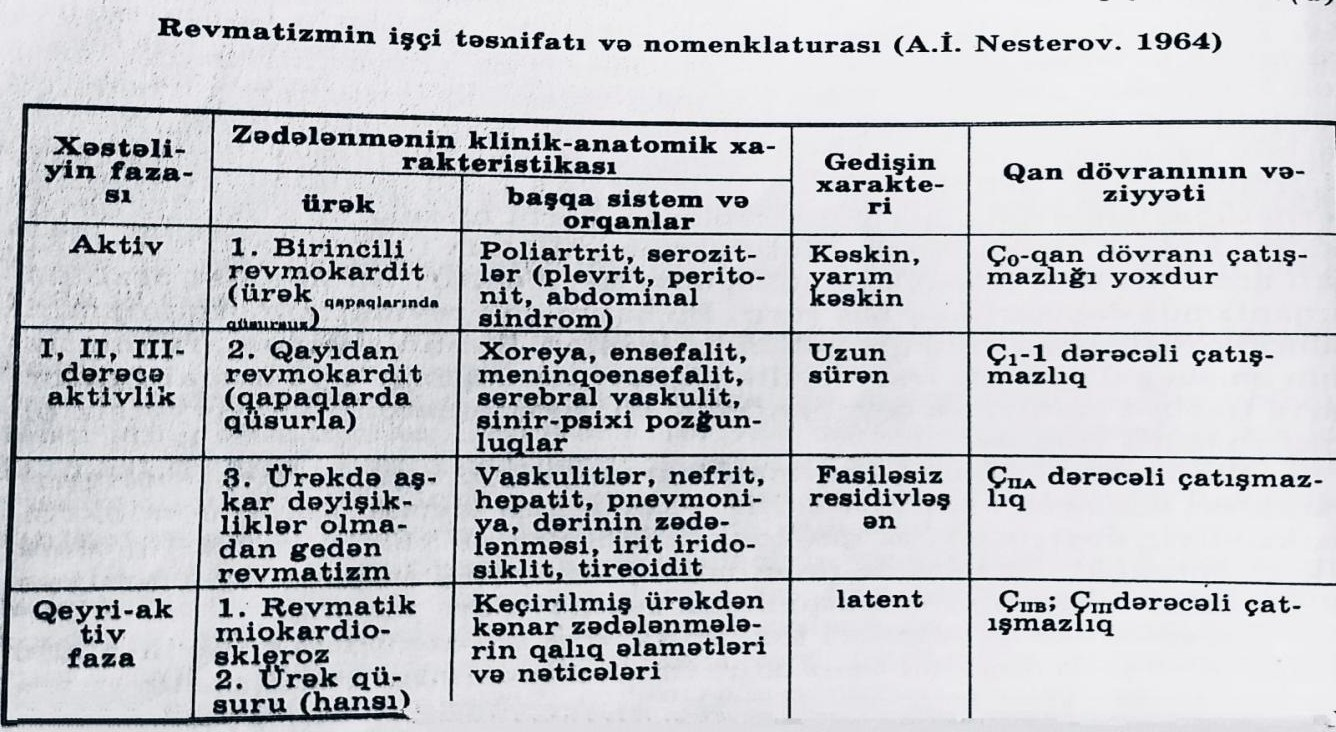 Revmatizmin işçi təsnifatı və nomenklaturası (A.İ. Nesterov. 1964)
Xəstəli-
yin faza-
sı
Zədələnmənin klinik-anatomik xa-
rakteristikası
ürək
başqa sistem və
orqanlar
Gedişin
xarakte-
ri
Qan dövranının və-
ziyyəti
Aktiv
1 Birincili
revmokardit
(ürək qapaqlarında
qüsursuz)
Poliartrit, serozit-
lər (plevrit, perito-
nit, abdominal
sindrom)
Kəskin,
yarım
kəskin
Ç₀-qan dövranı çatış-
mazlığı yoxdur
I, II, III-
dərəcə
aktivlik
2. Qayıdan
revmokardit
(qapaqlarda
qüsurla)
Xoreya, ensefalit,
meninqoensefalit,
serebral vaskulit,
sinir-psixi pozğun-
luqlar
Uzun
sürən
Ç₁-1 dərəcəli çatış-
mazlıq
3. Ürəkdə aş-
kar dəyişik-
liklər olma-
dan gedən
revmatizm
Vaskulitlər, nefrit,
hepatit, pnevmoni-
ya, dərinin zədə-
lənməsi, irit irido-
siklit, tireoidit
Fasiləsiz
residivləş
ən
ÇIIA dərəcəli çatışmaz-
lıq
Qeyri-ak
tiv
faza
1. Revmatik
miokardio-
skleroz
2. Ürək qü-
suru (hansı)
Keçirilmiş ürəkdən
kənar zədələnmələ-
rin qalıq əlamətləri
və nəticələri
latent
ÇIIB; ÇIIIdərəcəli çat-
ışmazlıq